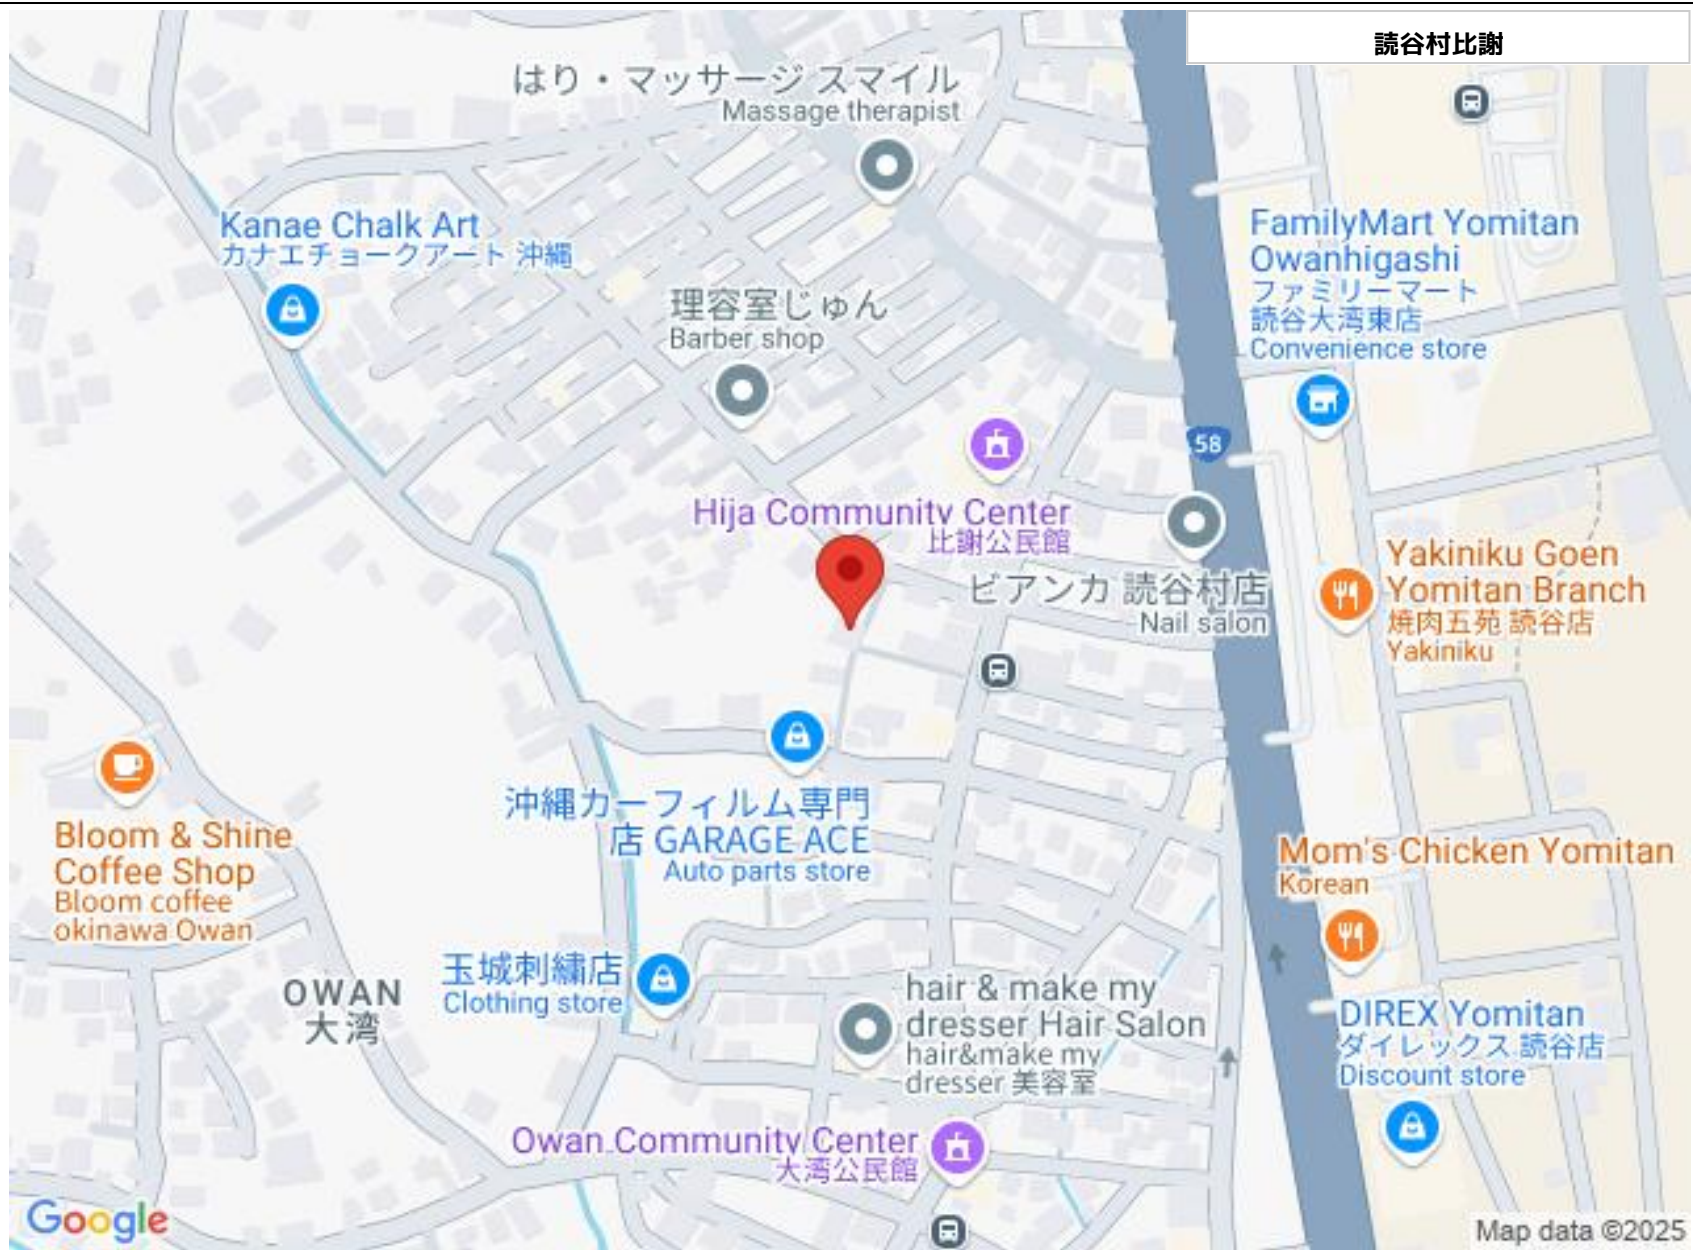 読谷村比謝
はり・マッサージ スマイル
Massage therapist
Kanae Chalk Art
カナエチョークアート 沖縄
FamilyMart Yomitan
Owanhigashi
ファミリーマート
読谷大湾東店
Convenience store
理容室じゅん
Barber shop
58
Hija Community Center
比謝公民館
ビアンカ 読谷村店
Nail salon
Yakiniku Goen
Yomitan Branch
焼肉五苑 読谷店
Yakiniku
沖縄カーフィルム専門
店 GARAGE ACE
Auto parts store
Bloom & Shine
Coffee Shop
Bloom coffee
okinawa Owan
Mom's Chicken Yomitan
Korean
玉城刺繍店
Clothing store
OWAN
大湾
hair & make my
dresser Hair Salon
hair&make my
dresser 美容室
DIREX Yomitan
ダイレックス 読谷店
Discount store
Owan Community Center
大湾公民館
Google
Map data ©2025